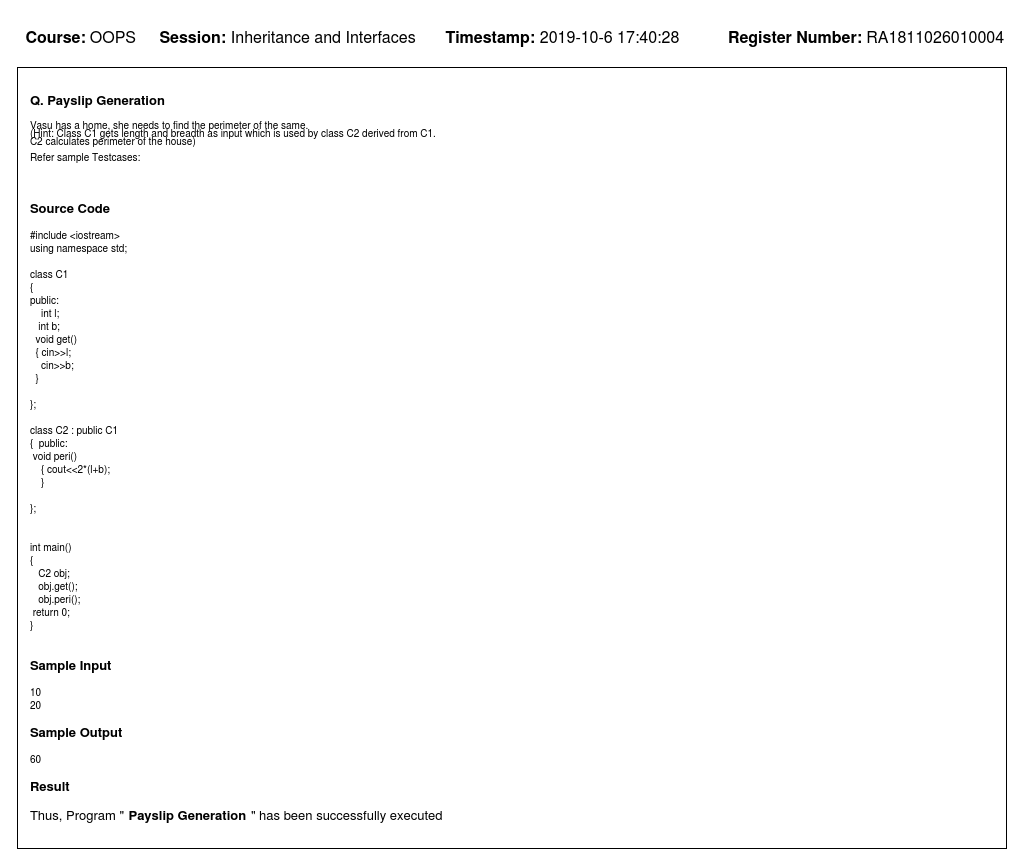 Course: OOPS Session: Inheritance and Interfaces Timestamp: 2019-10-6 17:40:28 Register Number: RA1811026010004
Q. Payslip Generation
Vasu has a home, she needs to find the perimeter of the same.
(Hint: Class C1 gets length and breadth as input which is used by class C2 derived from C1.
C2 calculates perimeter of the house)
Refer sample Testcases:
Source Code
#include <iostream>
using namespace std;
class C1
{
public:
int l;
int b;
void get()
{ cin>>l;
cin>>b;
}
};
class C2 : public C1
{ public:
void peri()
{ cout<<2*(l+b);
}
};
int main()
{
C2 obj;
obj.get();
obj.peri();
return 0;
}
Sample Input
10
20
Sample Output
60
Result
Thus, Program " Payslip Generation " has been successfully executed